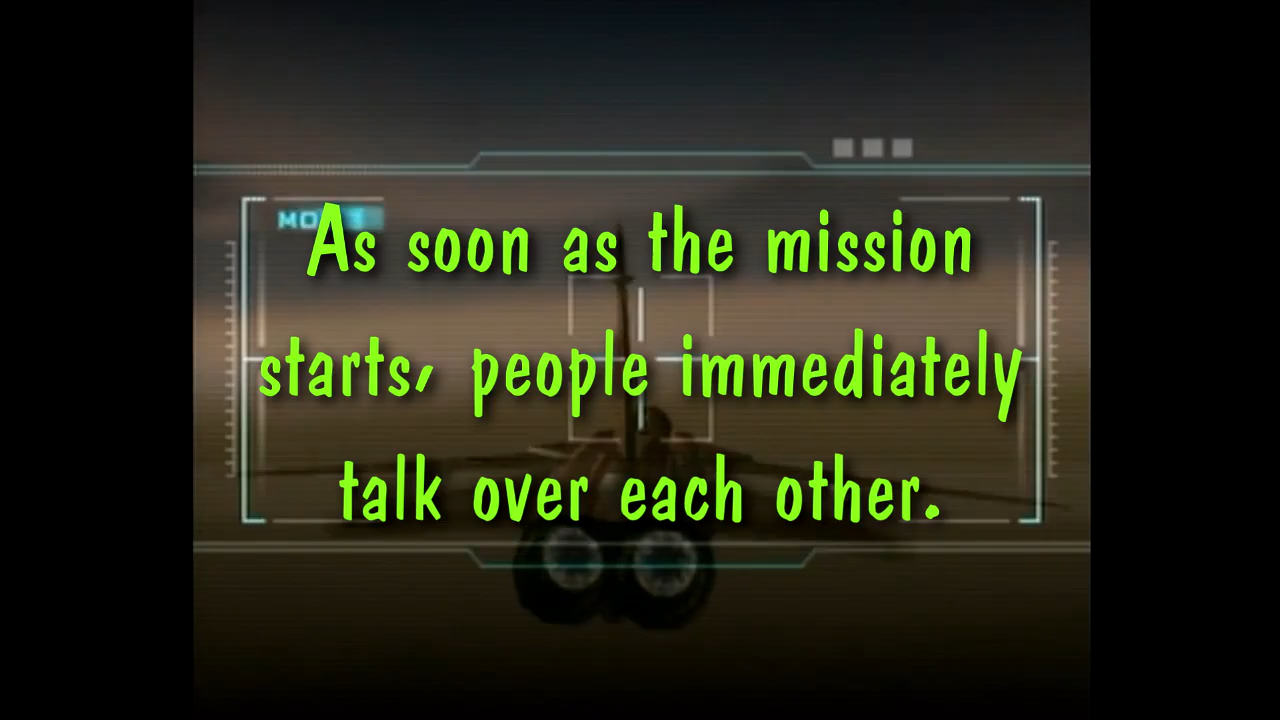 As soon as the mission
starts, people immediately
talk over each other.